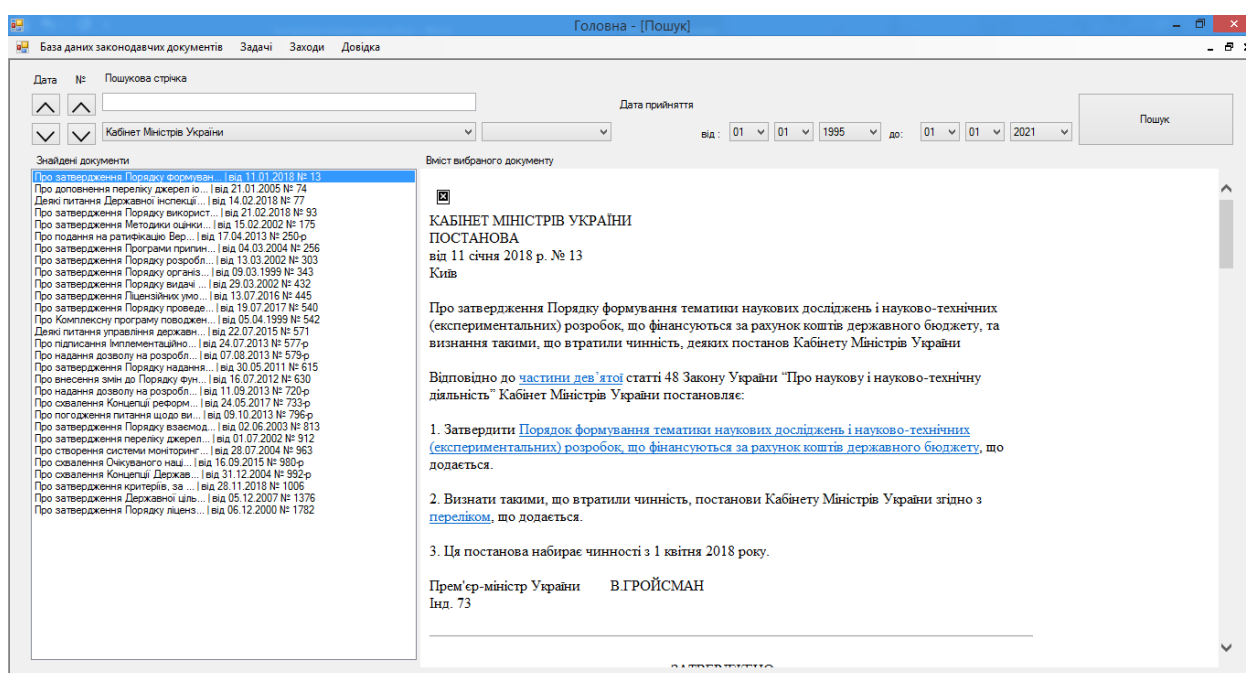 Головна - [Пошук]
База даних законодавчих документів Задачі Заходи Довідка
Дата № Пошукова стрічка
Дата прийняття
Кабінет Міністрів України
від : 01 01 1995 до: 01 01 2021
Пошук
Знайдені документи
Про затвердження Порядку формуван... | від 11.01.2018 № 13
Про доповнення переліку джерел іо... | від 21.01.2005 № 74
Деякі питання Державної інспекції... | від 14.02.2018 № 77
Про затвердження Порядку використ... | від 21.02.2018 № 93
Про затвердження Методики оцінки... | від 15.02.2002 № 175
Про подання на ратифікацію Вер... | від 17.04.2013 № 250-р
Про затвердження Програми припин... | від 04.03.2004 № 256
Про затвердження Порядку розробл... | від 13.03.2002 № 303
Про затвердження Порядку органіс... | від 09.03.1999 № 343
Про затвердження Порядку видачі ... | від 29.03.2002 № 432
Про затвердження Ліцензійних умо... | від 13.07.2016 № 445
Про затвердження Порядку проведе... | від 19.07.2017 № 540
Про Комплексну програму поводжен... | від 05.04.1999 № 542
Деякі питання управління державн... | від 22.07.2015 № 571
Про підписання Імплементаційно... | від 24.07.2013 № 577-р
Про надання дозволу на розробл... | від 07.08.2013 № 579-р
Про затвердження Порядку надання... | від 30.05.2011 № 615
Про внесення змін до Порядку фун... | від 16.07.2012 № 630
Про надання дозволу на розробл... | від 11.09.2013 № 720-р
Про схвалення Концепції реформ... | від 24.05.2017 № 733-р
Про погодження питання щодо ви... | від 09.10.2013 № 796-р
Про затвердження Порядку взаємод... | від 02.06.2003 № 813
Про затвердження переліку джерел... | від 01.07.2002 № 912
Про створення системи моніторинг... | від 28.07.2004 № 963
Про схвалення Очікуваного наці... | від 16.09.2015 № 980-р
Про схвалення Концепції Держав... | від 31.12.2004 № 992-р
Про затвердження критеріїв, за ... | від 28.11.2018 № 1006
Про затвердження Державної ціль... | від 05.12.2007 № 1376
Про затвердження Порядку ліценз... | від 06.12.2000 № 1782
Вміст вибраного документу
КАБІНЕТ МІНІСТРІВ УКРАЇНИ
ПОСТАНОВА
від 11 січня 2018 р. № 13
Київ
Про затвердження Порядку формування тематики наукових досліджень і науково-технічних
(експериментальних) розробок, що фінансуються за рахунок коштів державного бюджету, та
визнання такими, що втратили чинність, деяких постанов Кабінету Міністрів України
Відповідно до частини дев’ятої статті 48 Закону України “Про наукову і науково-технічну
діяльність” Кабінет Міністрів України постановляє:
1. Затвердити Порядок формування тематики наукових досліджень і науково-технічних
(експериментальних) розробок, що фінансуються за рахунок коштів державного бюджету, що
додається.
2. Визнати такими, що втратили чинність, постанови Кабінету Міністрів України згідно з
переліком, що додається.
3. Ця постанова набирає чинності з 1 квітня 2018 року.
Прем'єр-міністр України В.ГРОЙСМАН
Інд. 73